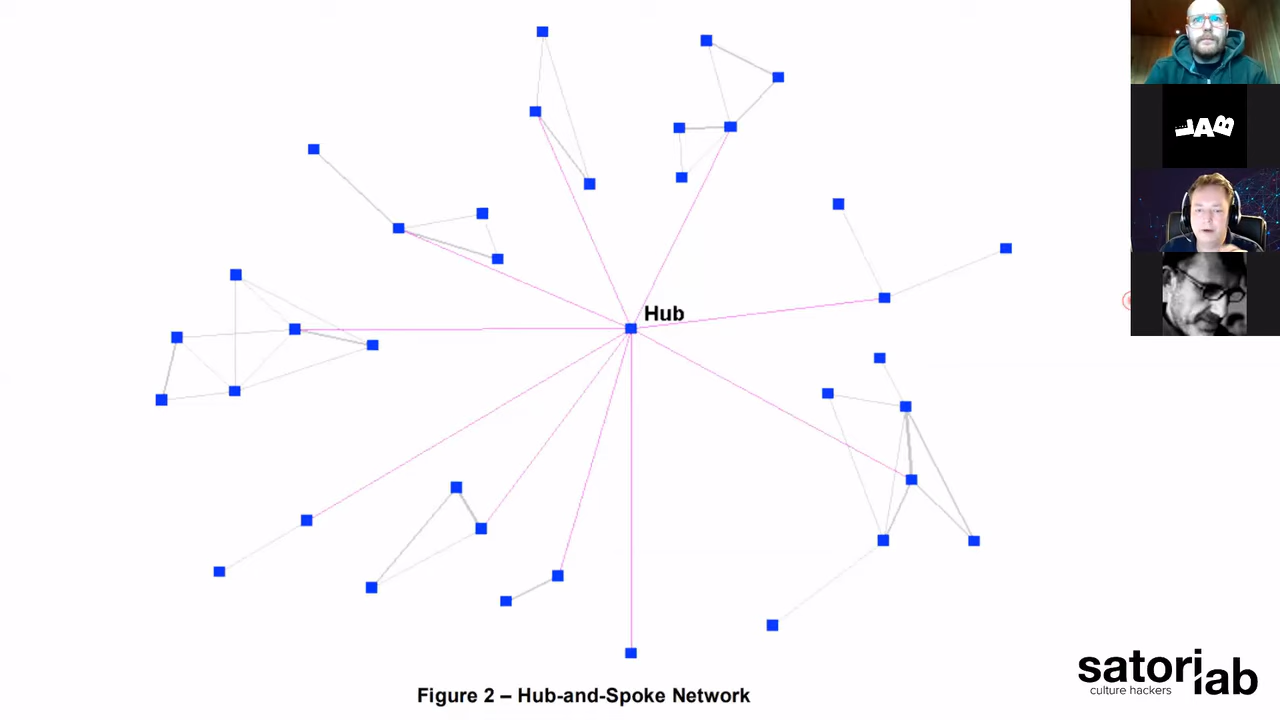 Hub
LAB
Figure 2 – Hub-and-Spoke Network
satori
lab
culture hackers